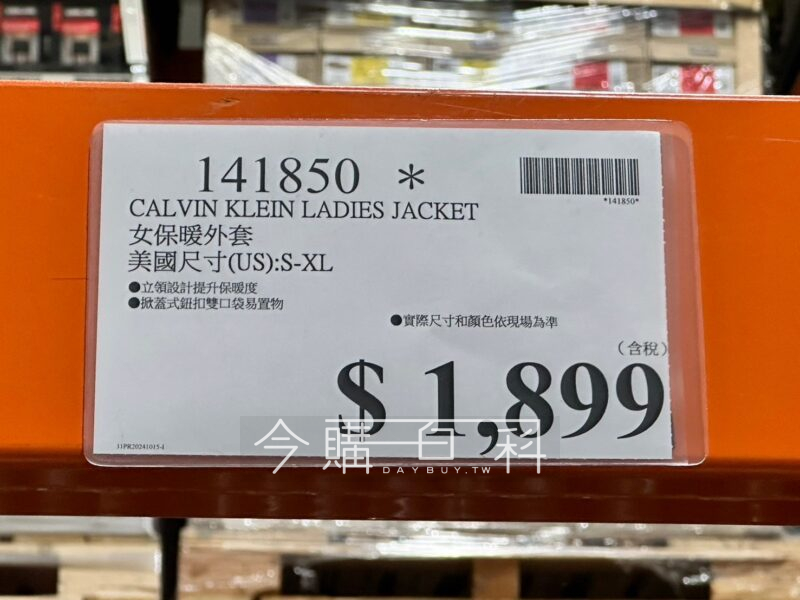 141850 *
*141850*
CALVIN KLEIN LADIES JACKET
女保暖外套
美國尺寸(US):S-XL
●立領設計提升保暖度
●掀蓋式鈕扣雙口袋易置物
●實際尺寸和顏色依現場為準
(含稅)
$ 1,899
今購百科
DAYBUY.TW
31PR20241015-I